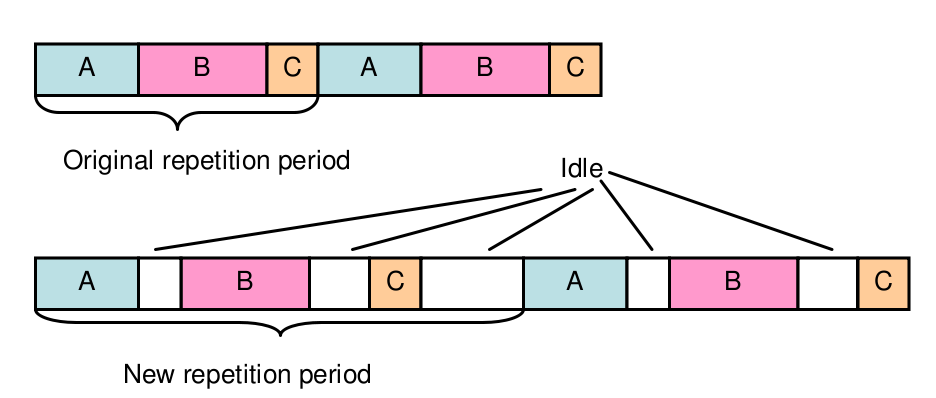 A B C A B C
Original repetition period
Idle
A B C A B C
New repetition period